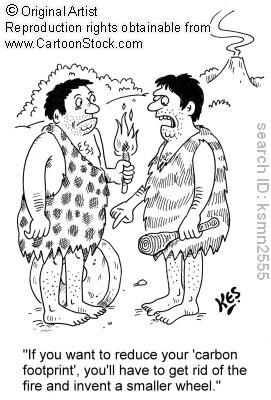 © Original Artist
Reproduction rights obtainable from
www.CartoonStock.com
search ID: ksmn2555
KES
"If you want to reduce your 'carbon
footprint', you'll have to get rid of the
fire and invent a smaller wheel."